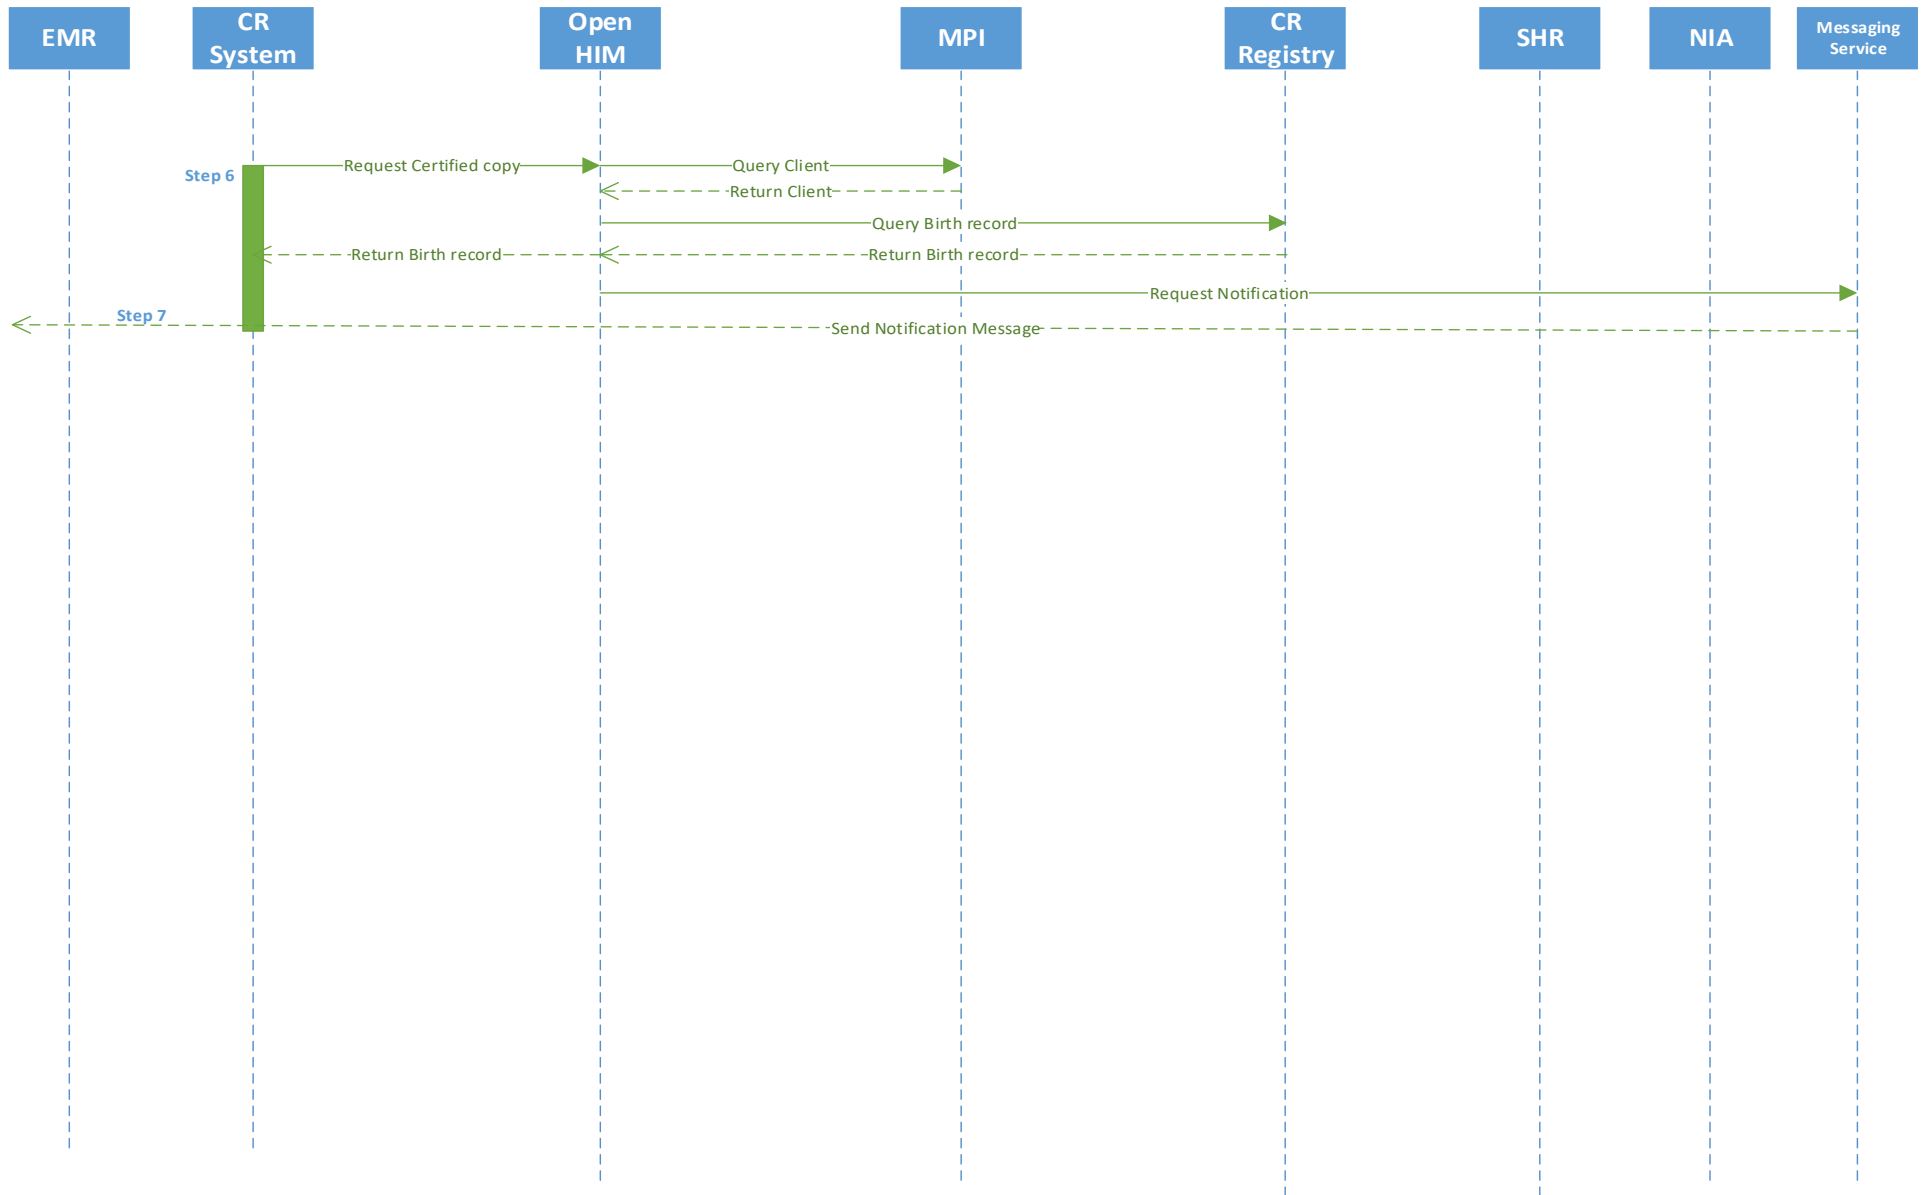 EMR
CR
System
Open
HIM
MPI
CR
Registry
SHR
NIA
Messaging
Service
Request Certified copy
Query Client
Step 6
Return Client
Query Birth record
Return Birth record
Return Birth record
Request Notification
Step 7
Send Notification Message